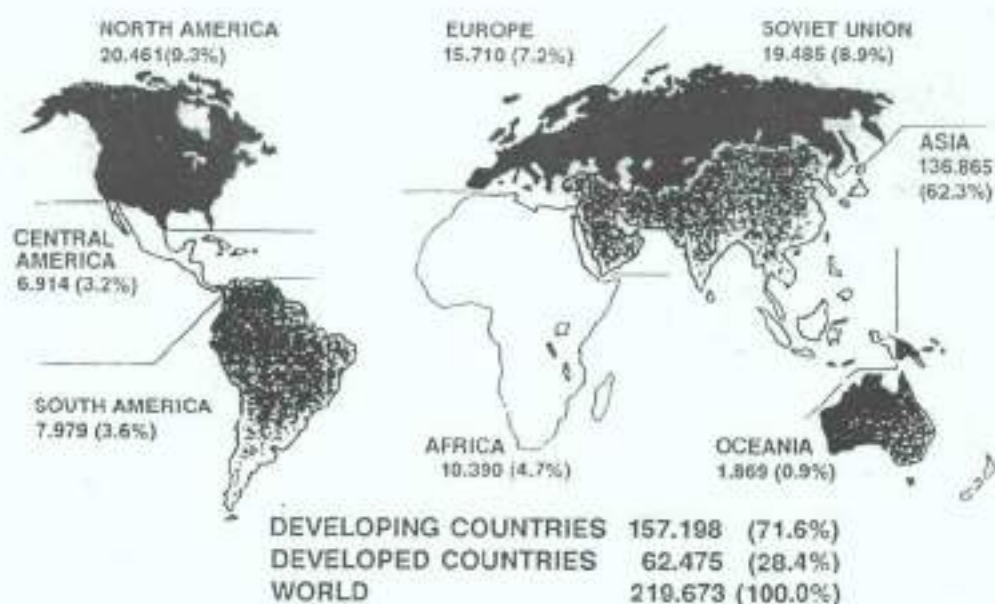 NORTH AMERICA
20.461(9.3%)
EUROPE
15.710 (7.2%)
SOVIET UNION
19.485 (8.9%)
ASIA
136.865
(62.3%)
CENTRAL
AMERICA
6.914 (3.2%)
SOUTH AMERICA
7.979 (3.6%)
AFRICA
10.390 (4.7%)
OCEANIA
1.869 (0.9%)
DEVELOPING COUNTRIES 157.198 (71.6%)
DEVELOPED COUNTRIES 62.475 (28.4%)
WORLD 219.673 (100.0%)